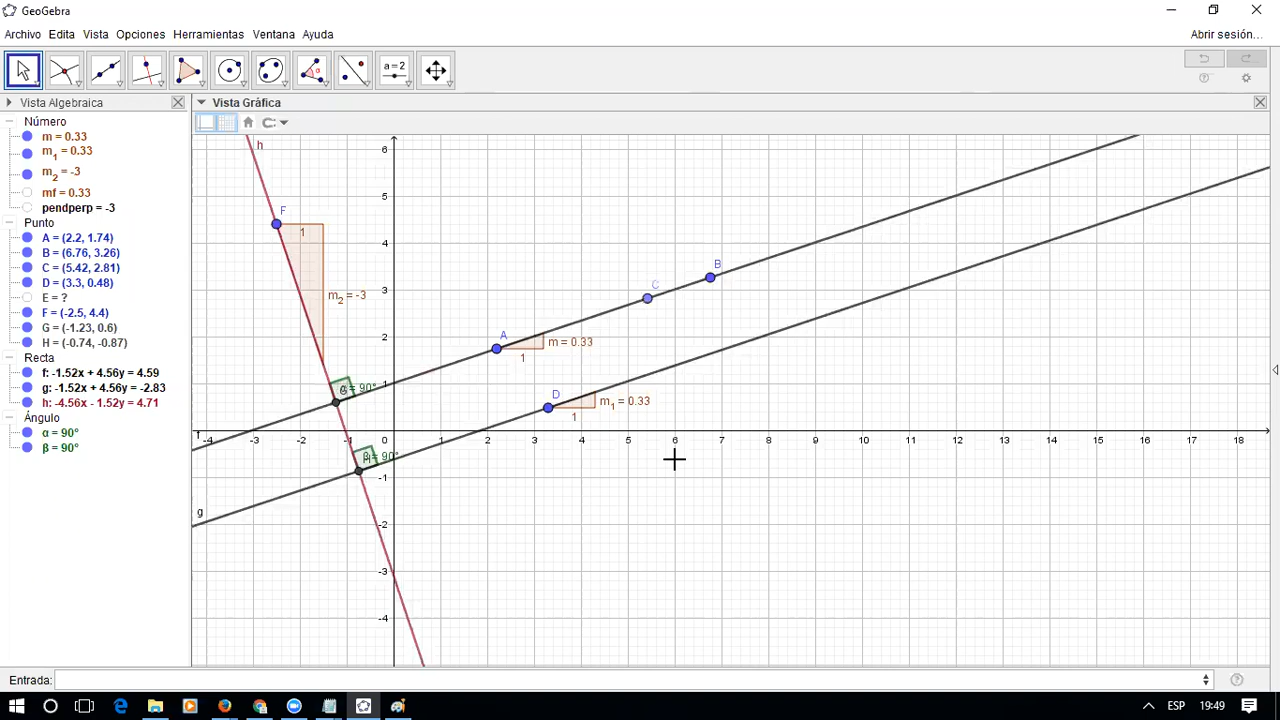 GeoGebra
Archivo Edita Vista Opciones Herramientas Ventana Ayuda
Abrir sesión...
a=2
Vista Algebraica
Vista Gráfica
Número
m = 0.33
m1 = 0.33
m2 = -3
mf = 0.33
pendperp = -3
Punto
A = (2.2, 1.74)
B = (6.76, 3.26)
C = (5.42, 2.81)
D = (3.3, 0.48)
E = ?
F = (-2.5, 4.4)
G = (-1.23, 0.6)
H = (-0.74, -0.87)
Recta
f: -1.52x + 4.56y = 4.59
g: -1.52x + 4.56y = -2.83
h: -4.56x - 1.52y = 4.71
Ángulo
α = 90°
β = 90°
h
6
5
F
1
4
B
C
3
m2 = -3
2
A
m = 0.33
1
1
= 90°
D
m1 = 0.33
1
f
-4 -3 -2 -1 0 2 3 4 5 6 7 8 9 10 11 12 13 14 15 16 17 18
= 90°
-1
g
-2
-3
-4
Entrada:
ESP 19:49